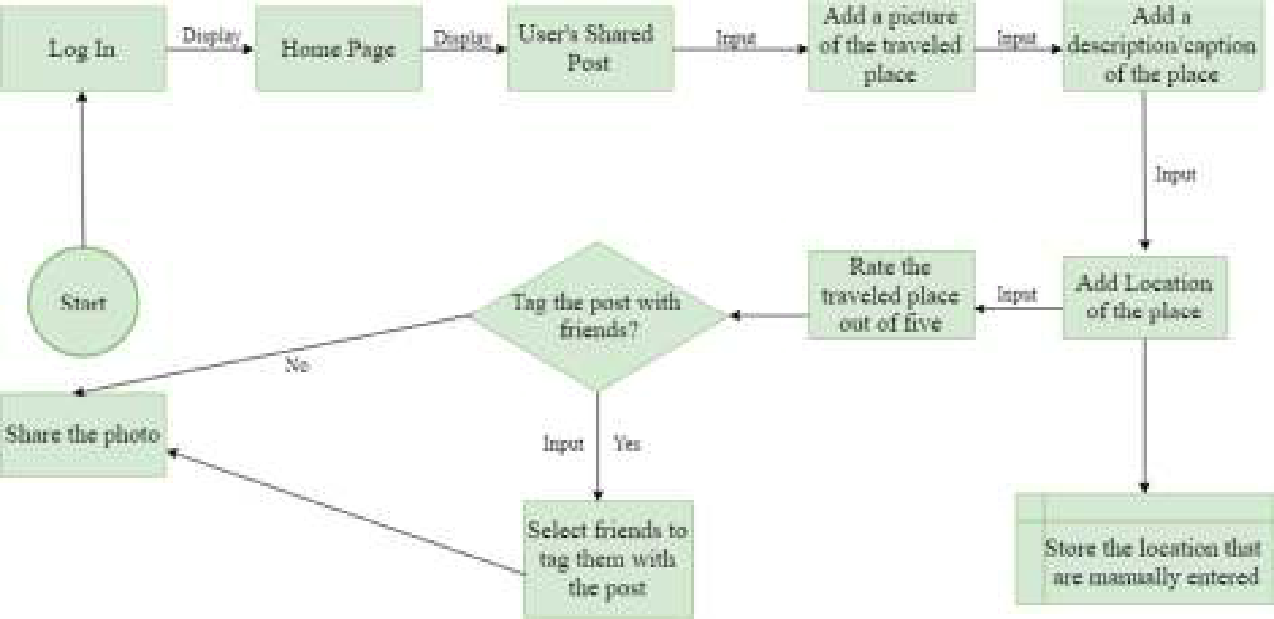 Log In
Display
Home Page
Display
User's Shared
Post
Input
Add a picture
of the traveled
place
Input
Add a
description/caption
of the place
Input
Start
Tag the post with
friends?
Rate the
traveled place
out of five
Input
Add Location
of the place
No
Share the photo
Input
Yes
Select friends to
tag them with
the post
Store the location that
are manually entered